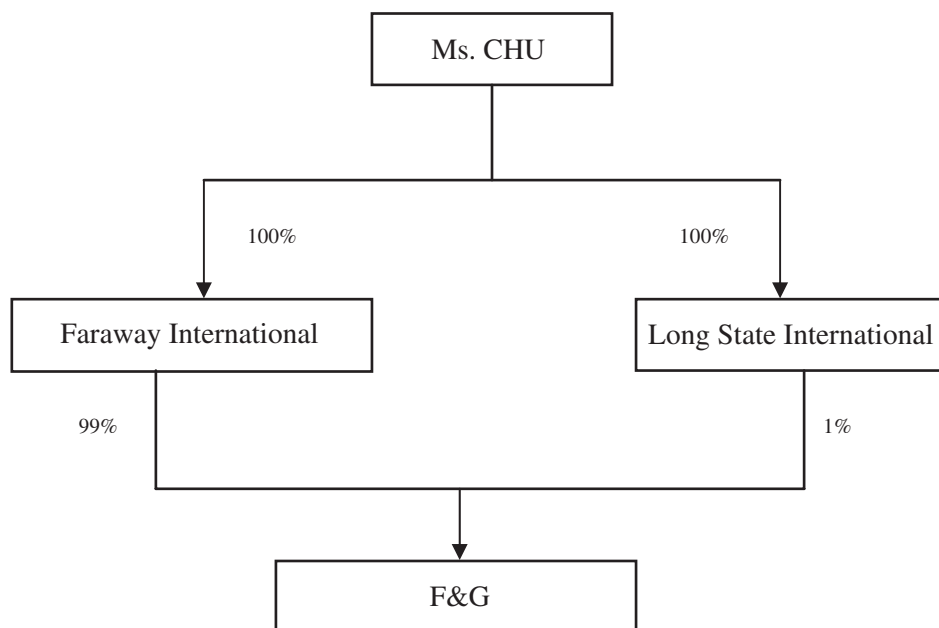 Ms. CHU
100%
100%
Faraway International
Long State International
99%
1%
F&G